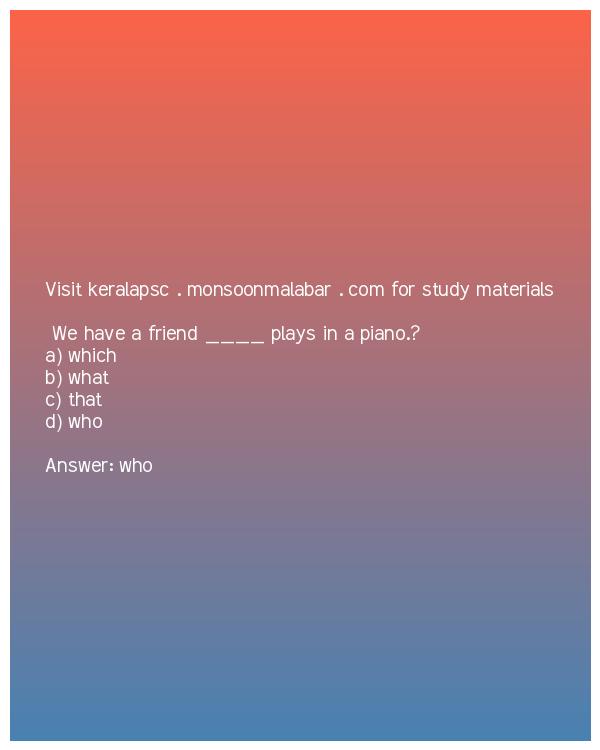 Visit keralapsc . monsoonmalabar . com for study materials
We have a friend ____ plays in a piano.?
a) which
b) what
c) that
d) who
Answer: who